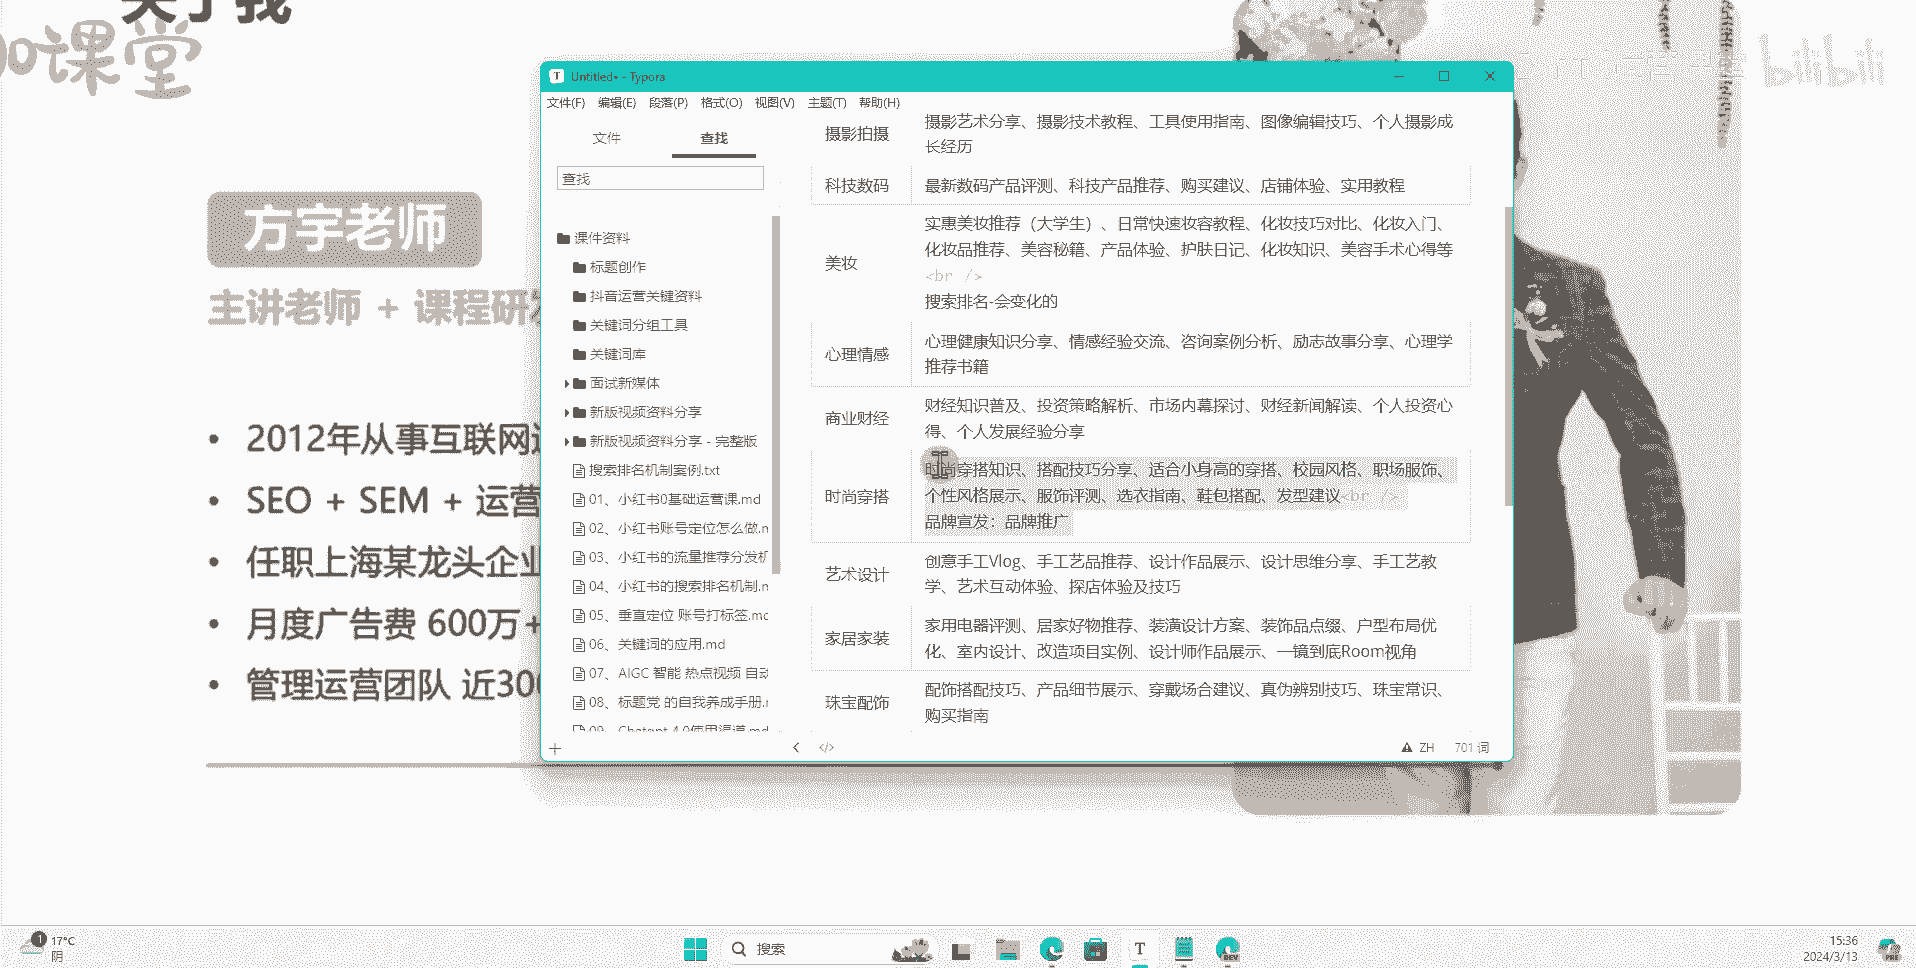 关于我
00课堂
bilibili
方宇老师
主讲老师 + 课程研发
2012年从事互联网
SEO + SEM + 运营
任职上海某龙头企业
月度广告费 600万+
管理运营团队 近300
Untitled• - Typora
文件(F) 编辑(E) 段落(P) 格式(O) 视图(V) 主题(T) 帮助(H)
文件 查找
查找
课件资料
标题创作
抖音运营关键资料
关键词分组工具
关键词库
面试新媒体
新版视频资料分享
新版视频资料分享 - 完整版
搜索排名机制案例.txt
01、小红书0基础运营课.md
02、小红书账号定位怎么做.m
03、小红书的流量推荐分发机
04、小红书的搜索排名机制.m
05、垂直定位 账号打标签.md
06、关键词的应用.md
07、AIGC 智能 热点视频 自动
08、标题党 的自我养成手册.r
09、Chatgpt 4.0使用渠道.md
摄影拍摄
摄影艺术分享、摄影技术教程、工具使用指南、图像编辑技巧、个人摄影成
长经历
科技数码
最新数码产品评测、科技产品推荐、购买建议、店铺体验、实用教程
美妆
实惠美妆推荐（大学生）、日常快速妆容教程、化妆技巧对比、化妆入门、
化妆品推荐、美容秘籍、产品体验、护肤日记、化妆知识、美容手术心得等
<br />
搜索排名-会变化的
心理情感
心理健康知识分享、情感经验交流、咨询案例分析、励志故事分享、心理学
推荐书籍
商业财经
财经知识普及、投资策略解析、市场内幕探讨、财经新闻解读、个人投资心
得、个人发展经验分享
时尚穿搭
时尚穿搭知识、搭配技巧分享、适合小身高的穿搭、校园风格、职场服饰、
个性风格展示、服饰评测、选衣指南、鞋包搭配、发型建议<br />
品牌宣发：品牌推广
艺术设计
创意手工Vlog、手工艺品推荐、设计作品展示、设计思维分享、手工艺教
学、艺术互动体验、探店体验及技巧
家居家装
家用电器评测、居家好物推荐、装潢设计方案、装饰品点缀、户型布局优
化、室内设计、改造项目实例、设计师作品展示、一镜到底Room视角
珠宝配饰
配饰搭配技巧、产品细节展示、穿戴场合建议、真伪辨别技巧、珠宝常识、
购买指南
ZH 701 词
1
17°C
阴
搜索
15:36
2024/3/13